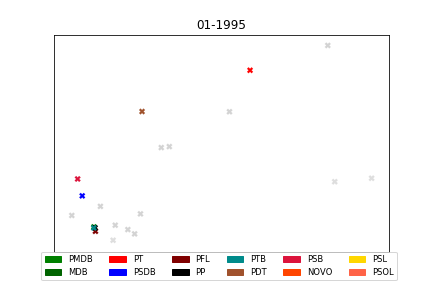 01-1995
PMDB PT PFL PTB PSB PSL
MDB PSDB PP PDT NOVO PSOL